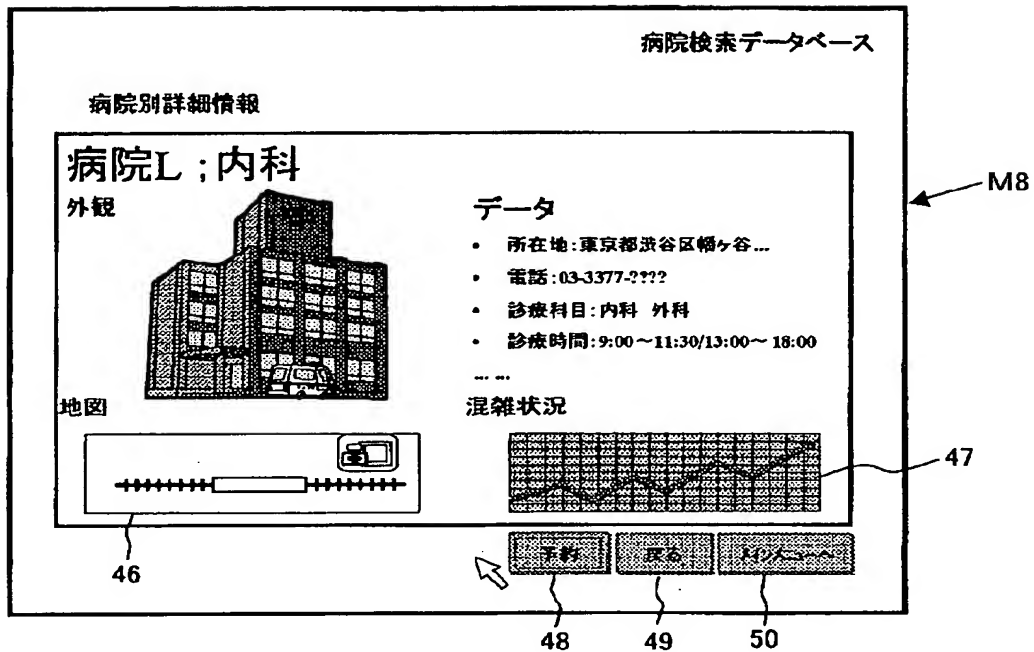 病院検索データベース
病院別詳細情報
病院L ;内科
外観
データ
• 所在地:東京都渋谷区幡ヶ谷...
• 電話:03-3377-????
• 診療科目:内科 外科
• 診療時間:9:00~11:30/13:00~18:00
... ...
地図
混雑状況
予約
戻る
メインメニューへ
M8
46
47
48
49
50